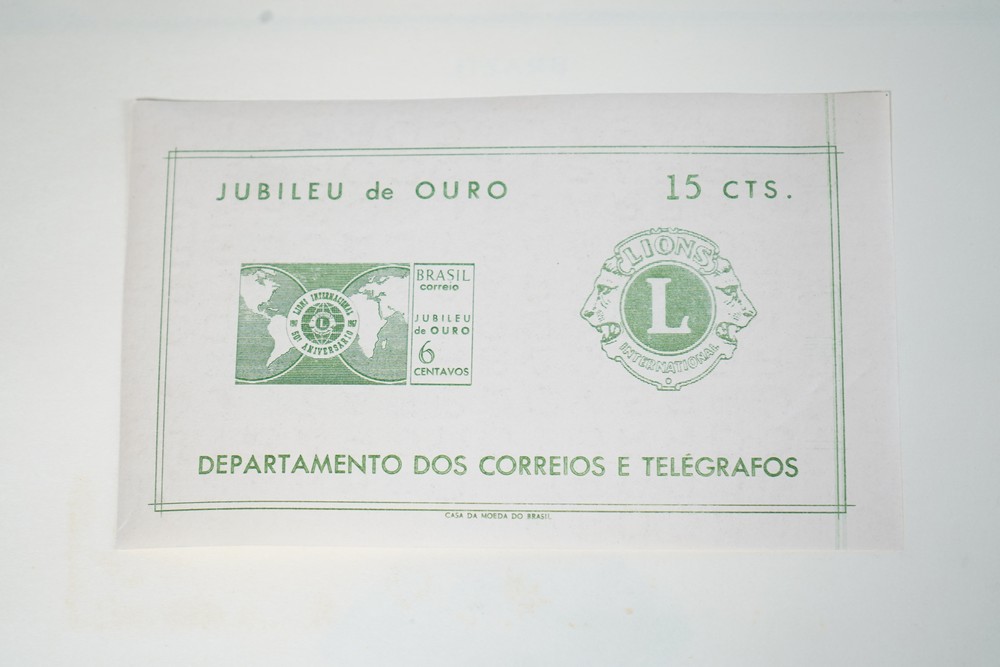 JUBILEU de OURO
15 CTS.
LIONS INTERNACIONAL
50º ANIVERSARIO
L
BRASIL
correio
JUBILEU
de OURO
6
CENTAVOS
LIONS
L
INTERNATIONAL
DEPARTAMENTO DOS CORREIOS E TELÉGRAFOS
CASA DA MOEDA DO BRASIL